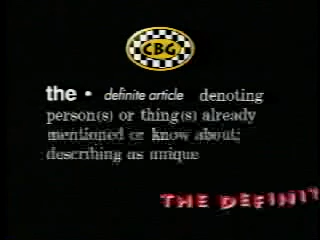 CBG
the • definite article denoting
person(s) or thing(s) already
mentioned or know about;
describing as unique
THE DEFINIT